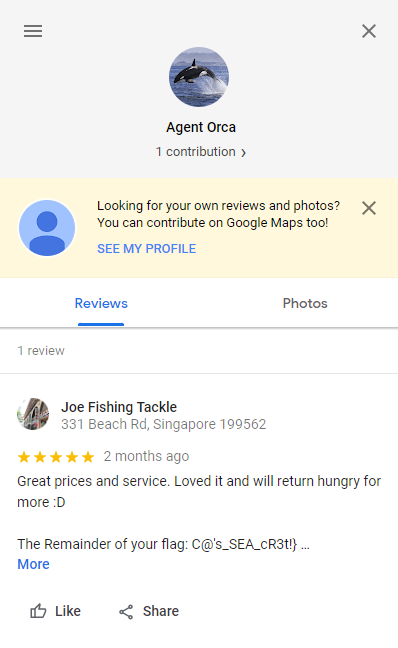 Agent Orca
1 contribution ›
Looking for your own reviews and photos?
You can contribute on Google Maps too!
SEE MY PROFILE
Reviews
Photos
1 review
Joe Fishing Tackle
331 Beach Rd, Singapore 199562
★★★★★ 2 months ago
Great prices and service. Loved it and will return hungry for
more :D
The Remainder of your flag: C@'s_SEA_cR3t!} ...
More
Like
Share